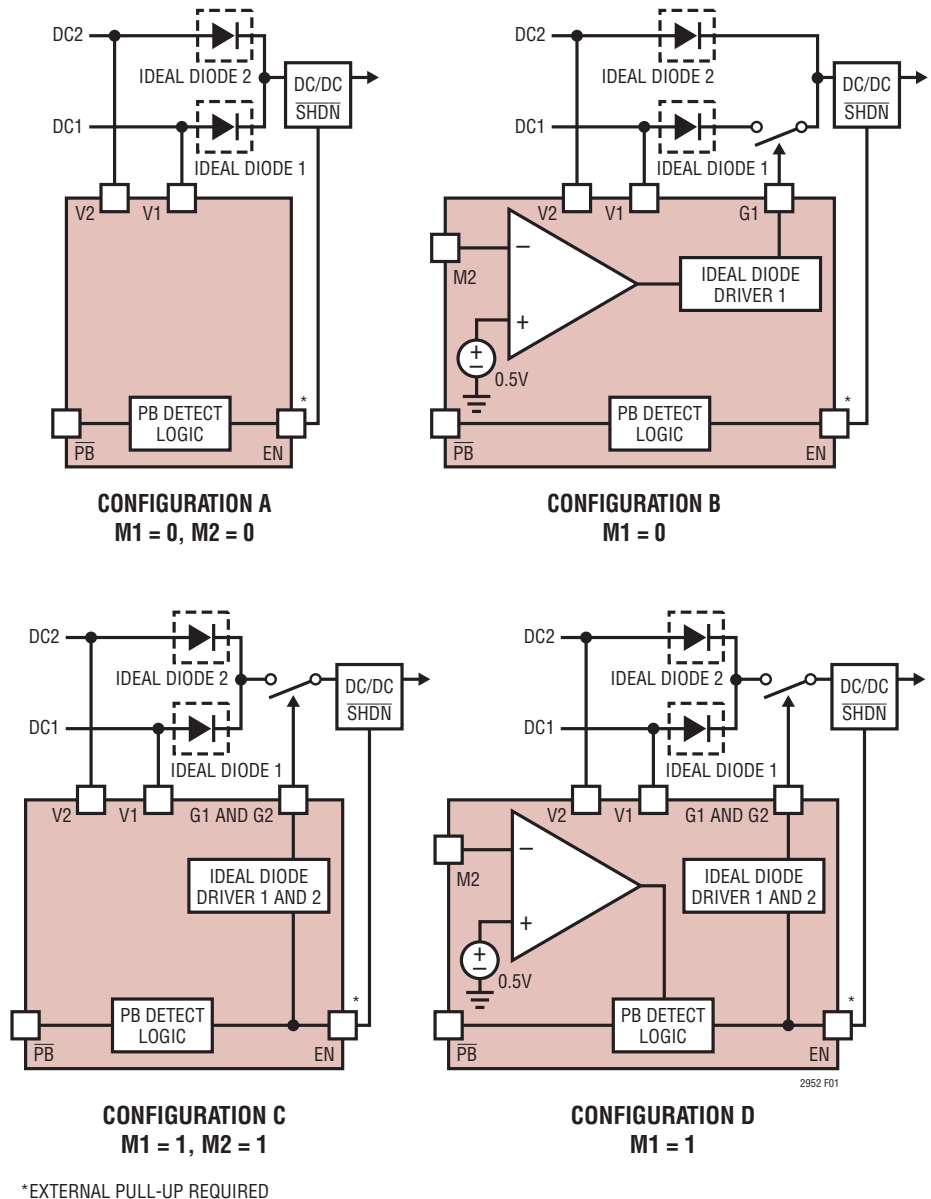 DC2
IDEAL DIODE 2
DC/DC
SHDN
DC1
IDEAL DIODE 1
V2
V1
PB DETECT
LOGIC
*
PB
EN
CONFIGURATION A
M1 = 0, M2 = 0
DC2
IDEAL DIODE 2
DC/DC
SHDN
DC1
IDEAL DIODE 1
V2
V1
G1
M2
–
+
IDEAL DIODE
DRIVER 1
+
–
0.5V
PB DETECT
LOGIC
*
PB
EN
CONFIGURATION B
M1 = 0
DC2
IDEAL DIODE 2
DC/DC
SHDN
DC1
IDEAL DIODE 1
V2
V1
G1 AND G2
IDEAL DIODE
DRIVER 1 AND 2
PB DETECT
LOGIC
*
PB
EN
CONFIGURATION C
M1 = 1, M2 = 1
DC2
IDEAL DIODE 2
DC/DC
SHDN
DC1
IDEAL DIODE 1
V2
V1
G1 AND G2
M2
–
+
IDEAL DIODE
DRIVER 1 AND 2
+
–
0.5V
PB DETECT
LOGIC
*
PB
EN
2952 F01
CONFIGURATION D
M1 = 1
*EXTERNAL PULL-UP REQUIRED